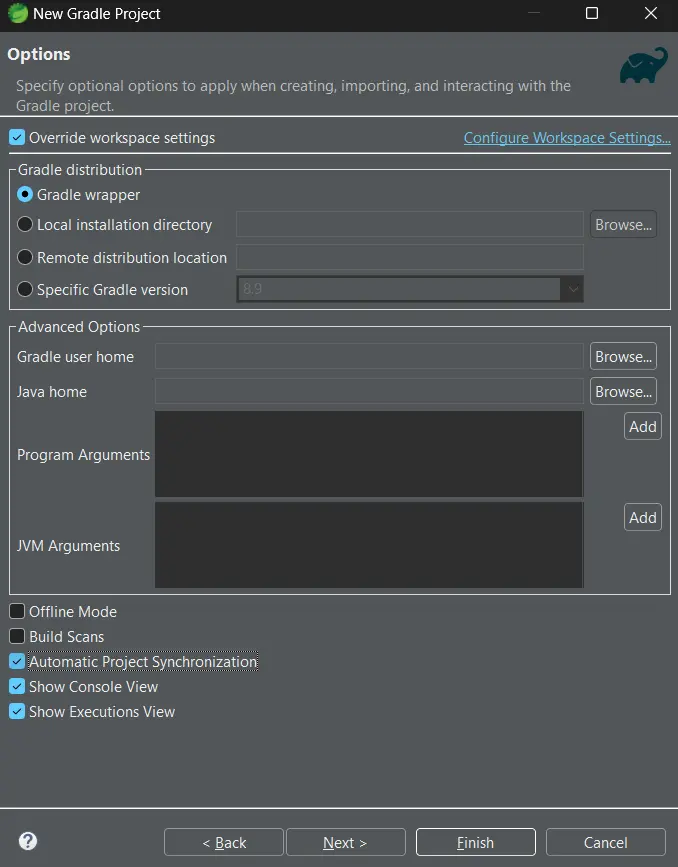 New Gradle Project
Options
Specify optional options to apply when creating, importing, and interacting with the
Gradle project.
Override workspace settings Configure Workspace Settings...
Gradle distribution
Gradle wrapper
Local installation directory Browse...
Remote distribution location
Specific Gradle version 8.9
Advanced Options
Gradle user home Browse...
Java home Browse...
Add
Program Arguments
Add
JVM Arguments
Offline Mode
Build Scans
Automatic Project Synchronization
Show Console View
Show Executions View
? < Back Next > Finish Cancel